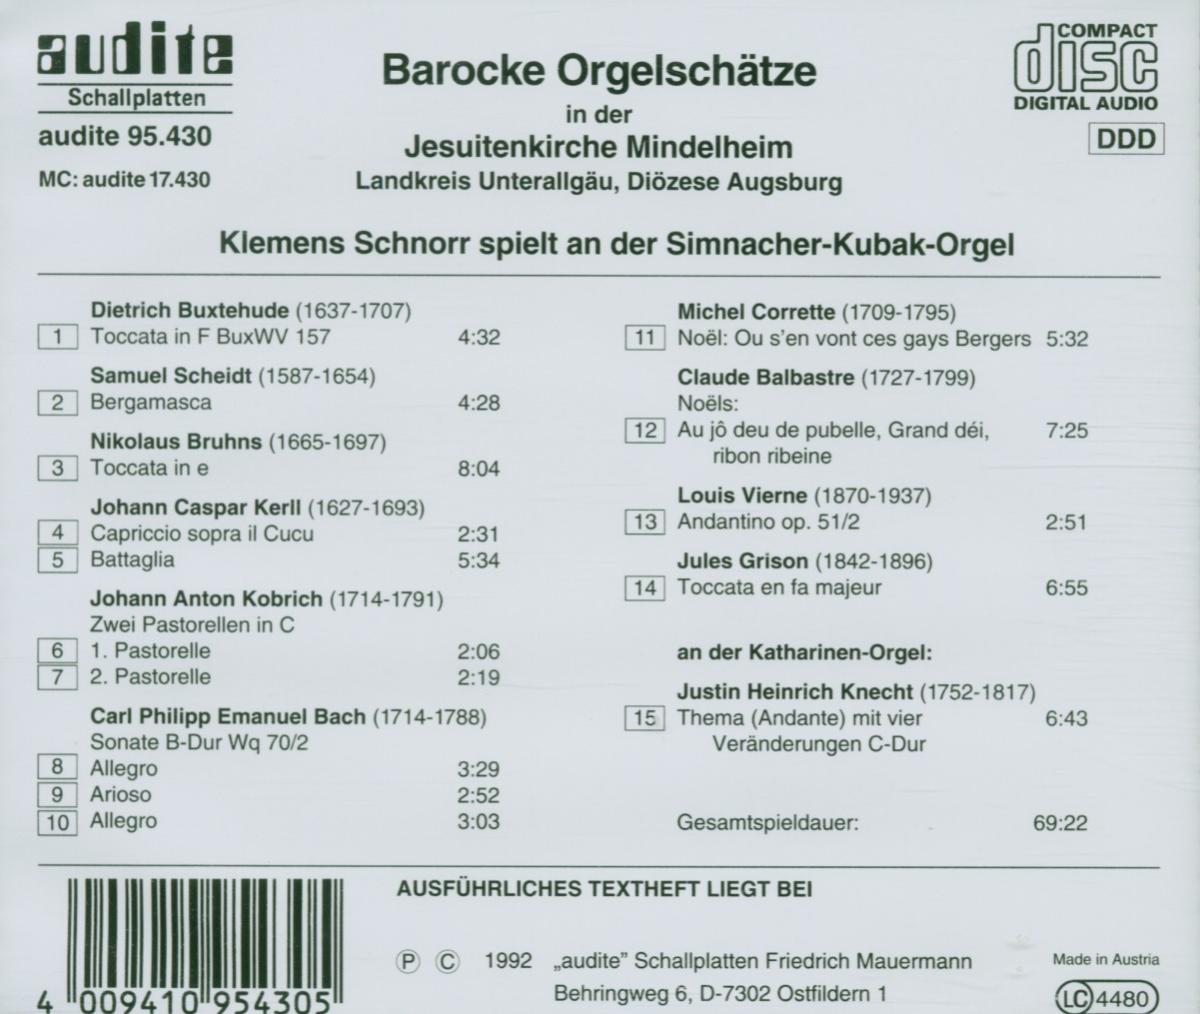 audite
Schallplatten
audite 95.430
MC: audite 17.430
Barocke Orgelschätze
in der
Jesuitenkirche Mindelheim
Landkreis Unterallgäu, Diözese Augsburg
COMPACT
disc
DIGITAL AUDIO
DDD
Klemens Schnorr spielt an der Simnacher-Kubak-Orgel
Dietrich Buxtehude (1637-1707)
1 Toccata in F BuxWV 157 4:32
Samuel Scheidt (1587-1654)
2 Bergamasca 4:28
Nikolaus Bruhns (1665-1697)
3 Toccata in e 8:04
Johann Caspar Kerll (1627-1693)
4 Capriccio sopra il Cucu 2:31
5 Battaglia 5:34
Johann Anton Kobrich (1714-1791)
Zwei Pastorellen in C
6 1. Pastorelle 2:06
7 2. Pastorelle 2:19
Carl Philipp Emanuel Bach (1714-1788)
Sonate B-Dur Wq 70/2
8 Allegro 3:29
9 Arioso 2:52
10 Allegro 3:03
Michel Corrette (1709-1795)
11 Noël: Ou s'en vont ces gays Bergers 5:32
Claude Balbastre (1727-1799)
Noëls:
12 Au jô deu de pubelle, Grand déi, 7:25
ribon ribeine
Louis Vierne (1870-1937)
13 Andantino op. 51/2 2:51
Jules Grison (1842-1896)
14 Toccata en fa majeur 6:55
an der Katharinen-Orgel:
Justin Heinrich Knecht (1752-1817)
15 Thema (Andante) mit vier 6:43
Veränderungen C-Dur
Gesamtspieldauer: 69:22
AUSFÜHRLICHES TEXTHEFT LIEGT BEI
Ⓟ Ⓒ 1992 „audite” Schallplatten Friedrich Mauermann
Behringweg 6, D-7302 Ostfildern 1
Made in Austria
LC 4480
4 009410 954305